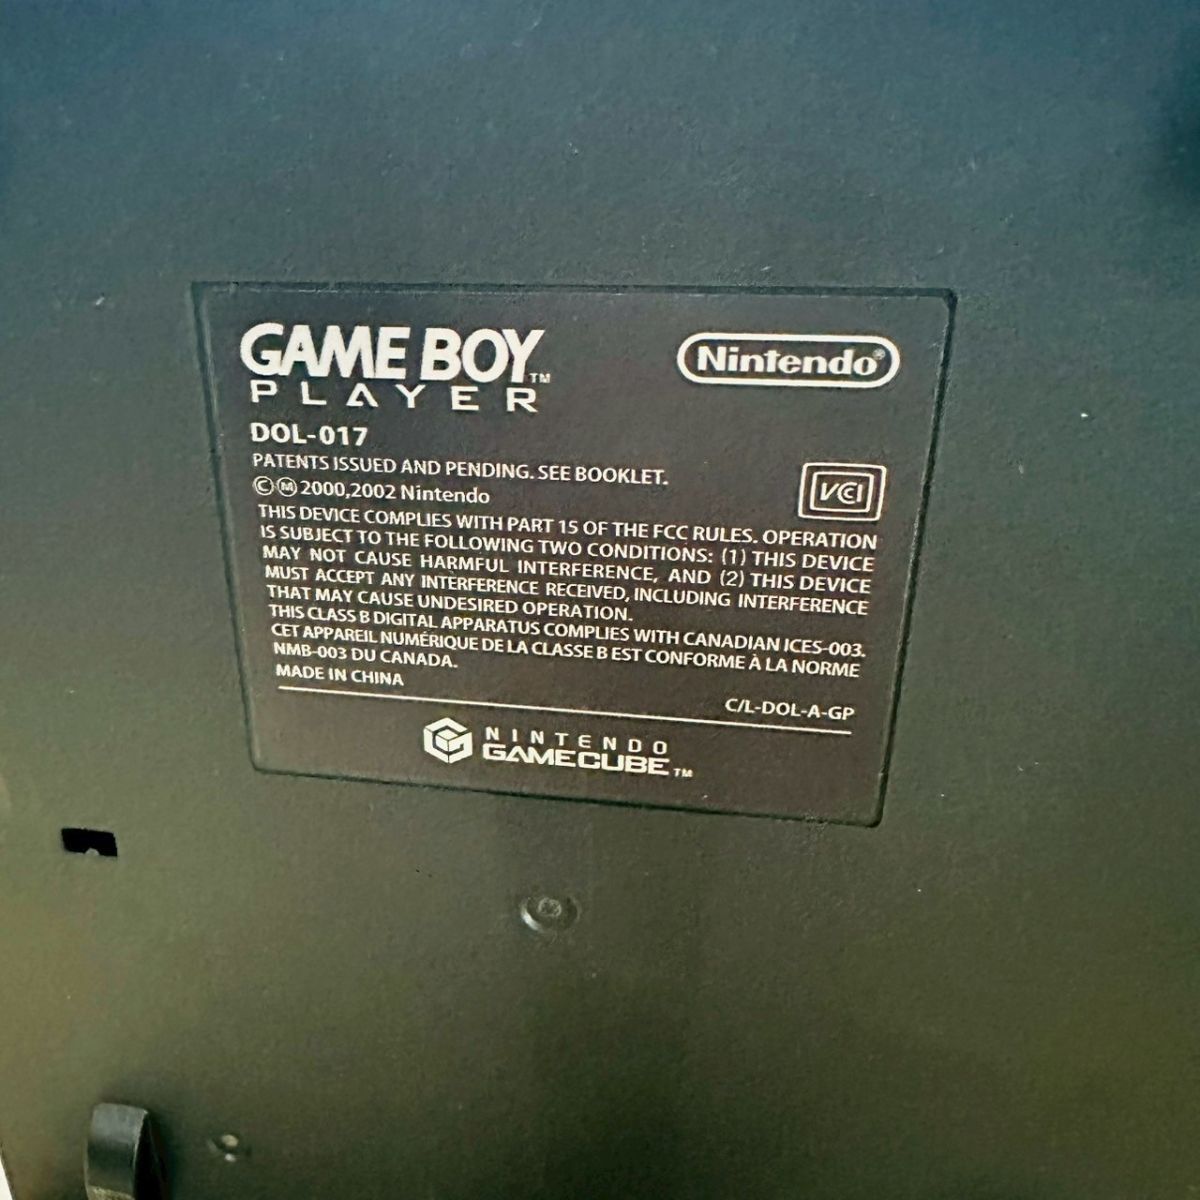 GAME BOY™
PLAYER
Nintendo®
DOL-017
PATENTS ISSUED AND PENDING. SEE BOOKLET.
©Ⓜ 2000,2002 Nintendo
VCI
THIS DEVICE COMPLIES WITH PART 15 OF THE FCC RULES. OPERATION
IS SUBJECT TO THE FOLLOWING TWO CONDITIONS: (1) THIS DEVICE
MAY NOT CAUSE HARMFUL INTERFERENCE, AND (2) THIS DEVICE
MUST ACCEPT ANY INTERFERENCE RECEIVED, INCLUDING INTERFERENCE
THAT MAY CAUSE UNDESIRED OPERATION.
THIS CLASS B DIGITAL APPARATUS COMPLIES WITH CANADIAN ICES-003.
CET APPAREIL NUMÉRIQUE DE LA CLASSE B EST CONFORME À LA NORME
NMB-003 DU CANADA.
MADE IN CHINA
C/L-DOL-A-GP
NINTENDO
GAMECUBE™